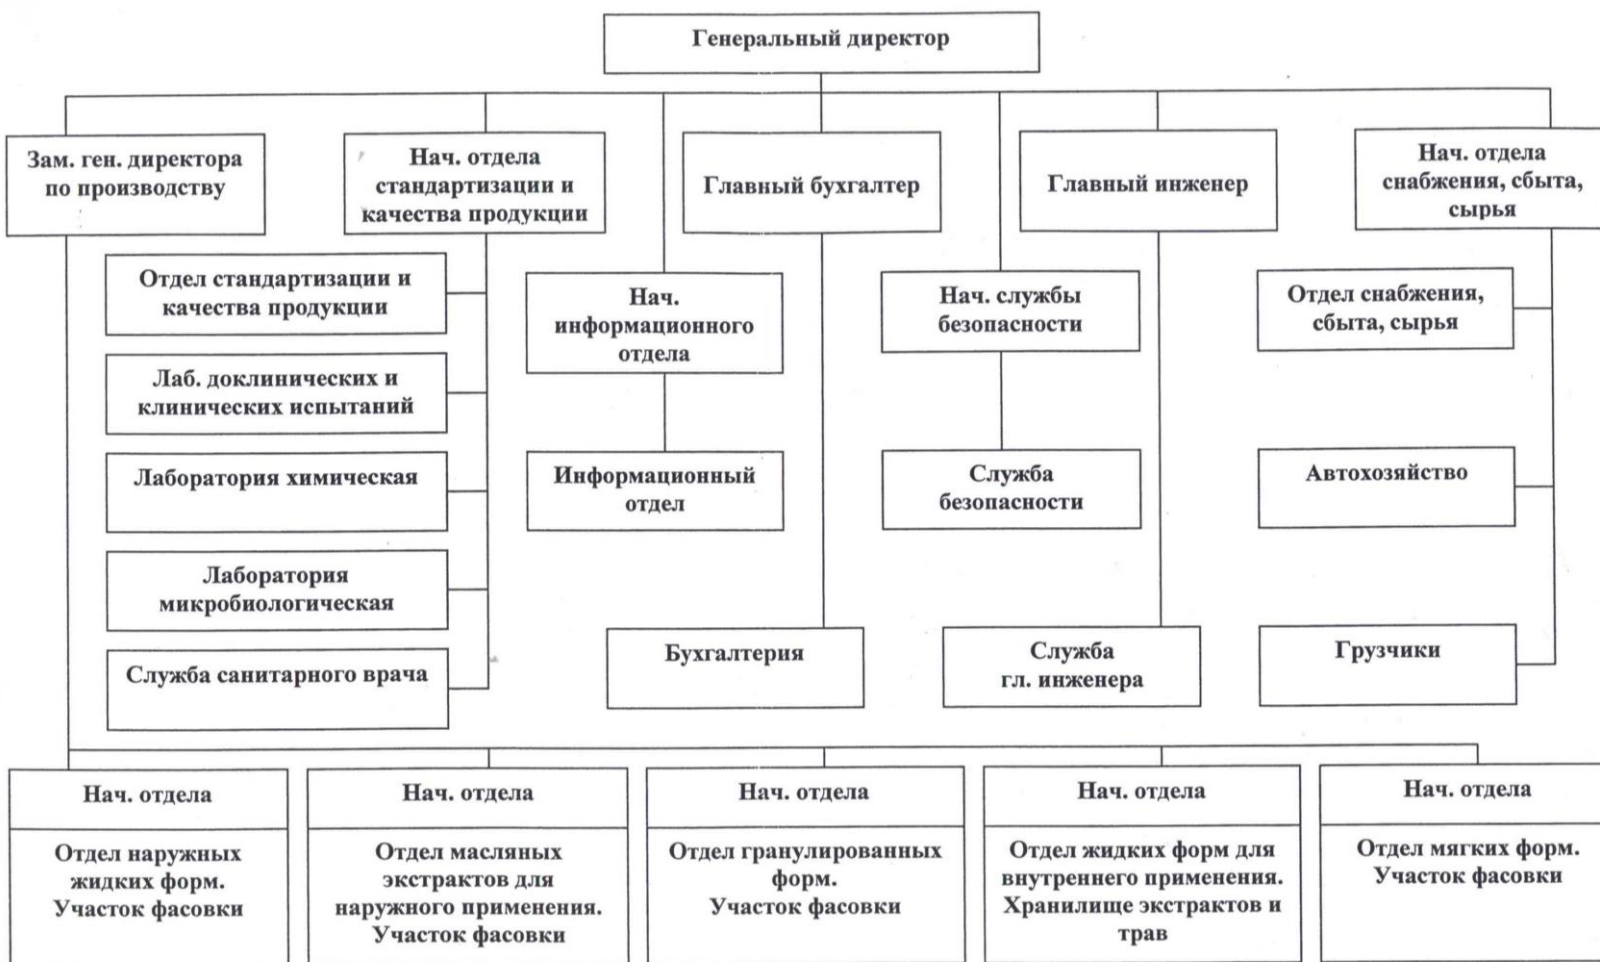 Генеральный директор
Зам. ген. директора
по производству
Нач. отдела
стандартизации и
качества продукции
Главный бухгалтер
Главный инженер
Нач. отдела
снабжения, сбыта,
сырья
Отдел стандартизации и
качества продукции
Нач.
информационного
отдела
Нач. службы
безопасности
Отдел снабжения,
сбыта, сырья
Лаб. доклинических и
клинических испытаний
Лаборатория химическая
Информационный
отдел
Служба
безопасности
Автохозяйство
Лаборатория
микробиологическая
Служба санитарного врача
Бухгалтерия
Служба
гл. инженера
Грузчики
Нач. отдела
Отдел наружных
жидких форм.
Участок фасовки
Нач. отдела
Отдел масляных
экстрактов для
наружного применения.
Участок фасовки
Нач. отдела
Отдел гранулированных
форм.
Участок фасовки
Нач. отдела
Отдел жидких форм для
внутреннего применения.
Хранилище экстрактов и
трав
Нач. отдела
Отдел мягких форм.
Участок фасовки